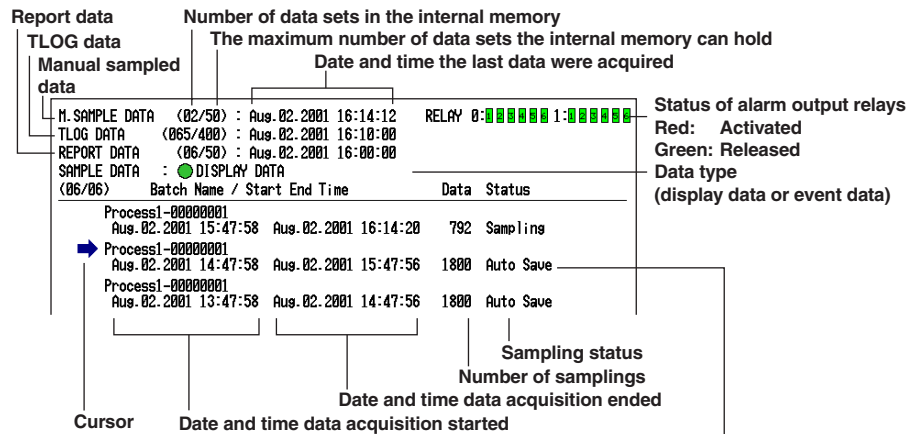 Report data
Number of data sets in the internal memory
TLOG data
The maximum number of data sets the internal memory can hold
Manual sampled
data
Date and time the last data were acquired
M.SAMPLE DATA (02/50) : Aug.02.2001 16:14:12 RELAY 0:123456 1:123456
TLOG DATA (065/400) : Aug.02.2001 16:10:00
REPORT DATA (06/50) : Aug.02.2001 16:00:00
SAMPLE DATA : DISPLAY DATA
(06/06) Batch Name / Start End Time Data Status
Process1-00000001
Aug.02.2001 15:47:58 Aug.02.2001 16:14:20 792 Sampling
Process1-00000001
Aug.02.2001 14:47:58 Aug.02.2001 15:47:56 1800 Auto Save
Process1-00000001
Aug.02.2001 13:47:58 Aug.02.2001 14:47:56 1800 Auto Save
Status of alarm output relays
Red: Activated
Green: Released
Data type
(display data or event data)
Sampling status
Number of samplings
Date and time data acquisition ended
Cursor
Date and time data acquisition started